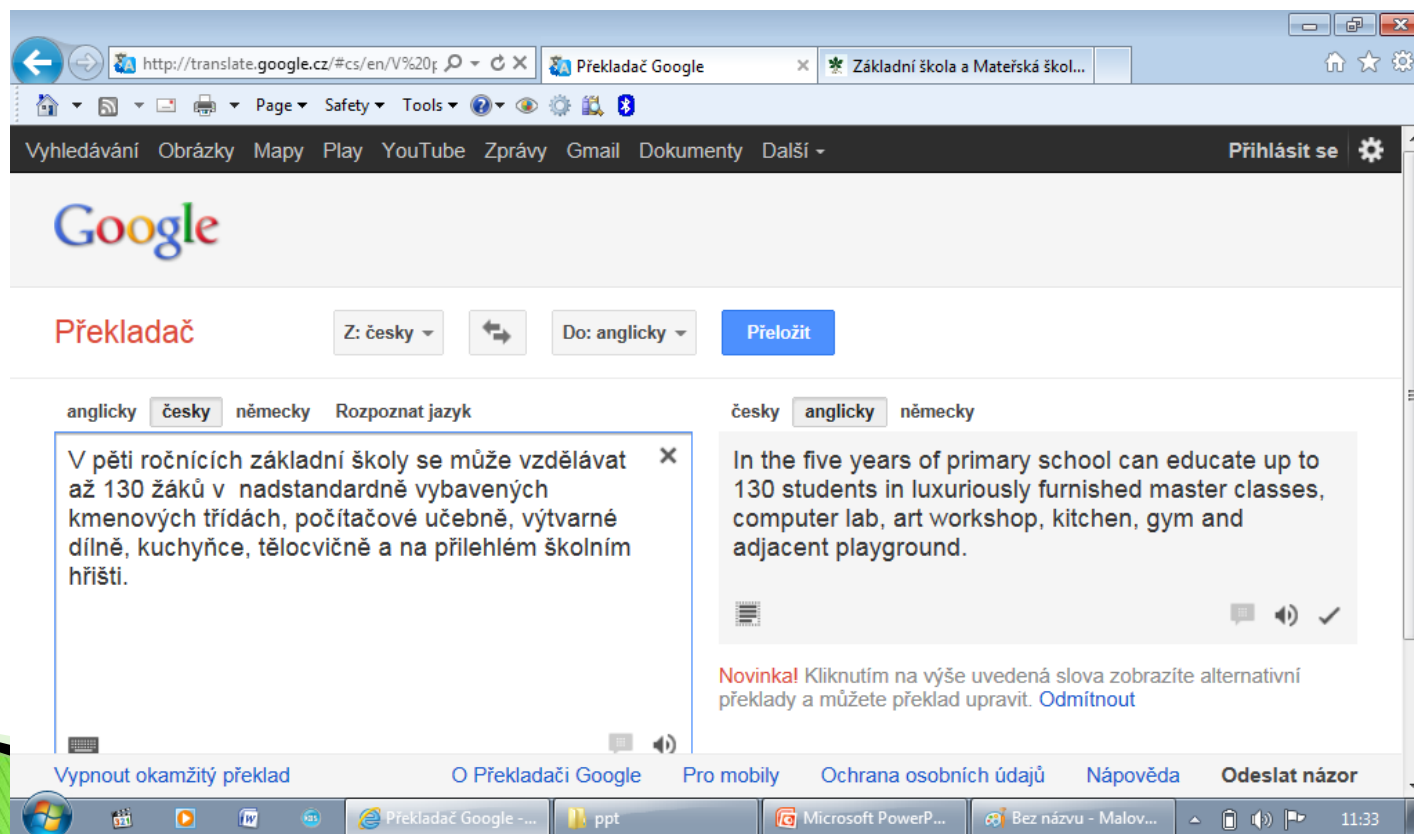 http://translate.google.cz/#cs/en/V%20p
Překladač Google
Základní škola a Mateřská škol...
Page Safety Tools
Vyhledávání Obrázky Mapy Play YouTube Zprávy Gmail Dokumenty Další
Přihlásit se
Google
Překladač
Z: česky
Do: anglicky
Přeložit
anglicky česky německy Rozpoznat jazyk
V pěti ročnících základní školy se může vzdělávat
až 130 žáků v nadstandardně vybavených
kmenových třídách, počítačové učebně, výtvarné
dílně, kuchyňce, tělocvičně a na přilehlém školním
hřišti.
česky anglicky německy
In the five years of primary school can educate up to
130 students in luxuriously furnished master classes,
computer lab, art workshop, kitchen, gym and
adjacent playground.
Novinka! Kliknutím na výše uvedená slova zobrazíte alternativní
překlady a můžete překlad upravit. Odmítnout
Vypnout okamžitý překlad O Překladači Google Pro mobily Ochrana osobních údajů Nápověda Odeslat názor
Překladač Google -... ppt Microsoft PowerP... Bez názvu - Malov... 11:33